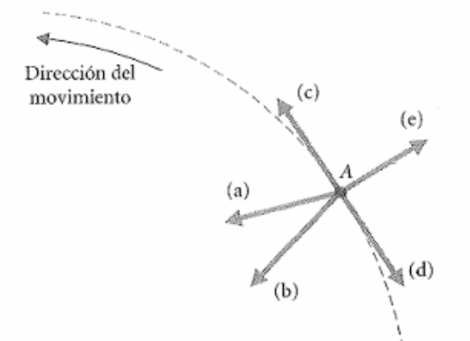 Dirección del
movimiento
(c)
(e)
A
(a)
(d)
(b)